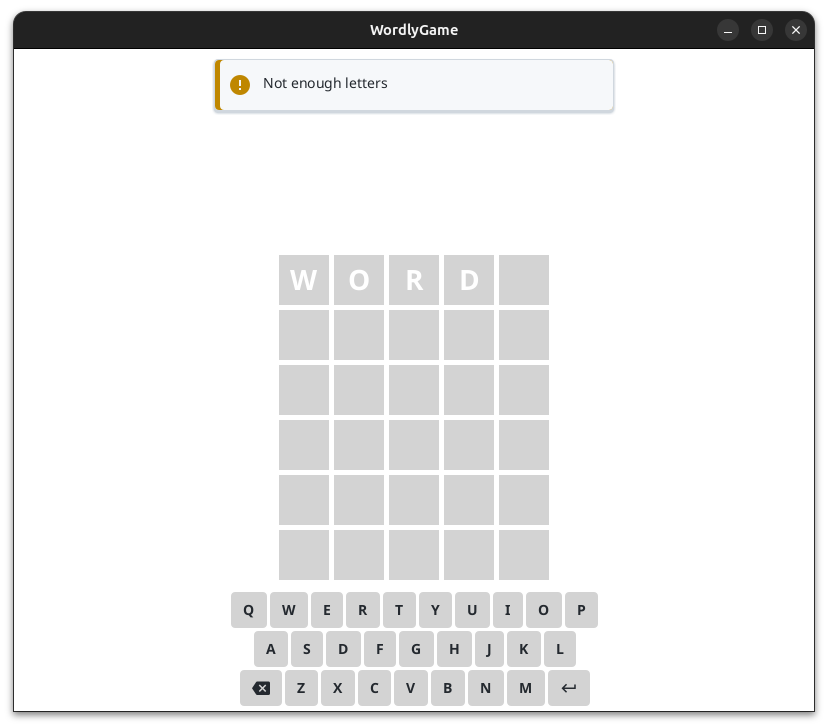 WordlyGame
Not enough letters
W O R D
Q W E R T Y U I O P
A S D F G H J K L
Z X C V B N M